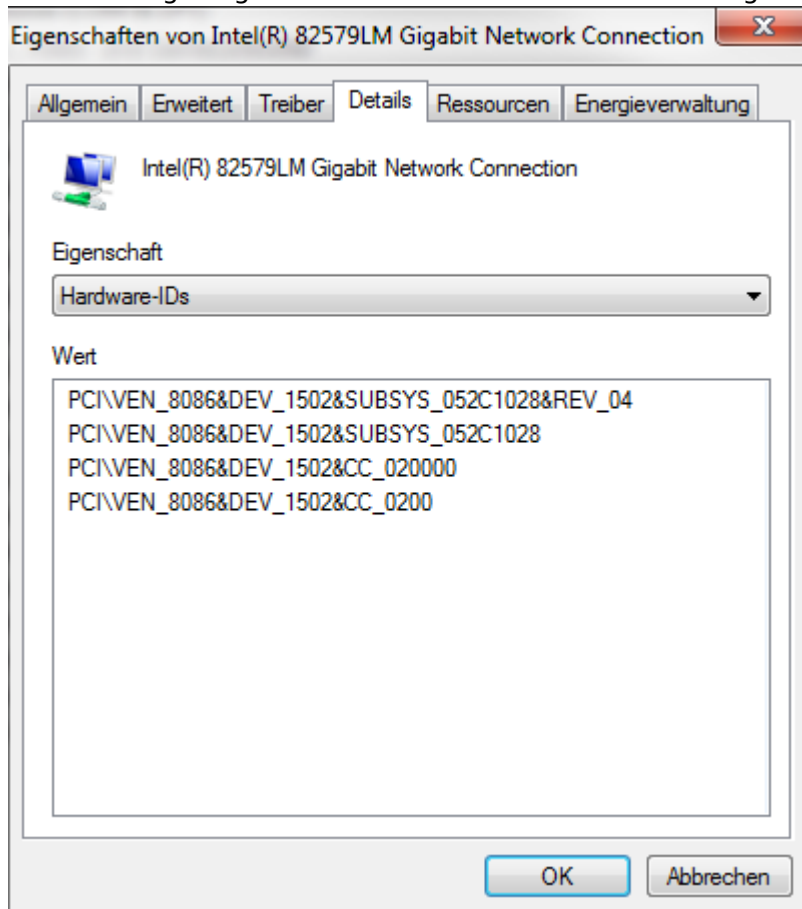 Eigenschaften von Intel(R) 82579LM Gigabit Network Connection
Allgemein Erweitert Treiber Details Ressourcen Energieverwaltung
Intel(R) 82579LM Gigabit Network Connection
Eigenschaft
Hardware-IDs
Wert
PCI\VEN_8086&DEV_1502&SUBSYS_052C1028&REV_04
PCI\VEN_8086&DEV_1502&SUBSYS_052C1028
PCI\VEN_8086&DEV_1502&CC_020000
PCI\VEN_8086&DEV_1502&CC_0200
OK Abbrechen